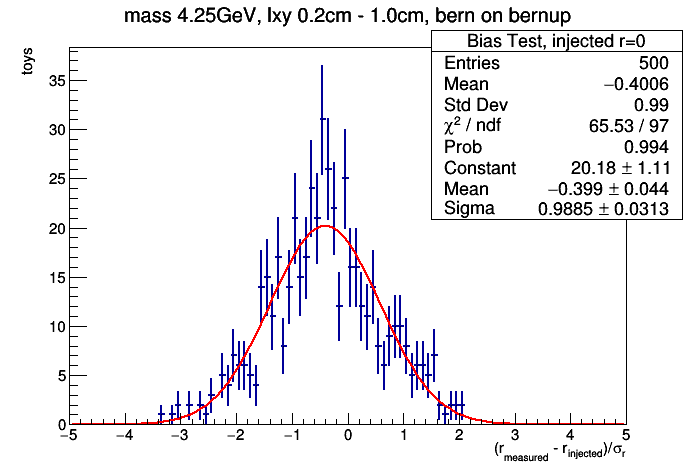 mass 4.25GeV, lxy 0.2cm - 1.0cm, bern on bernup
toys
Bias Test, injected r=0
Entries 500
Mean −0.4006
Std Dev 0.99
χ² / ndf 65.53 / 97
Prob 0.994
Constant 20.18 ± 1.11
Mean −0.399 ± 0.044
Sigma 0.9885 ± 0.0313
35
30
25
20
15
10
5
0
−5 −4 −3 −2 −1 0 1 2 3 4 5
(r_measured - r_injected)/σ_r